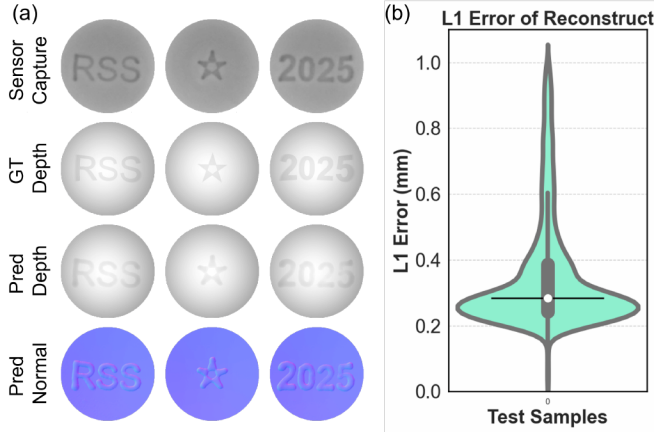 (a)
Sensor Capture
RSS
2025
GT Depth
RSS
2025
Pred Depth
RSS
2025
Pred Normal
RSS
2025
(b)
L1 Error of Reconstruct
L1 Error (mm)
1.0
0.8
0.6
0.4
0.2
0.0
0
Test Samples